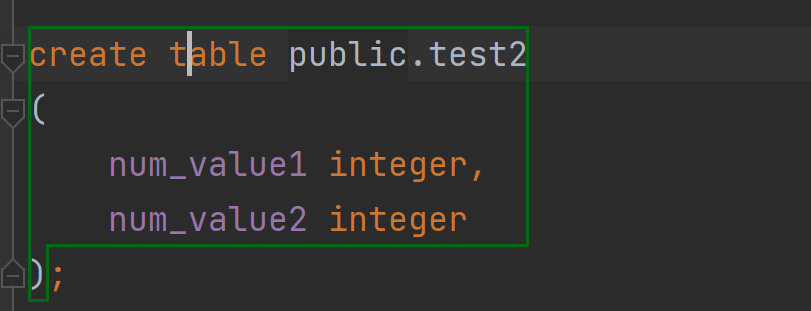 create table public.test2
(
    num_value1 integer,
    num_value2 integer
);